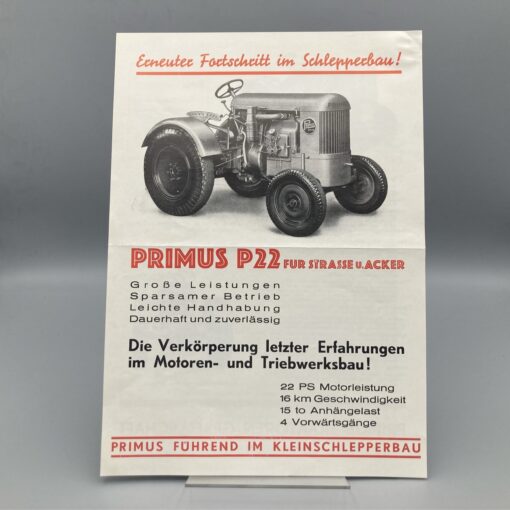 Erneuter Fortschritt im Schlepperbau!
PRIMUS P22 FÜR STRASSE U. ACKER
Große Leistungen
Sparsamer Betrieb
Leichte Handhabung
Dauerhaft und zuverlässig
Die Verkörperung letzter Erfahrungen
im Motoren- und Triebwerksbau!
22 PS Motorleistung
16 km Geschwindigkeit
15 to Anhängelast
4 Vorwärtsgänge
PRIMUS FÜHREND IM KLEINSCHLEPPERBAU